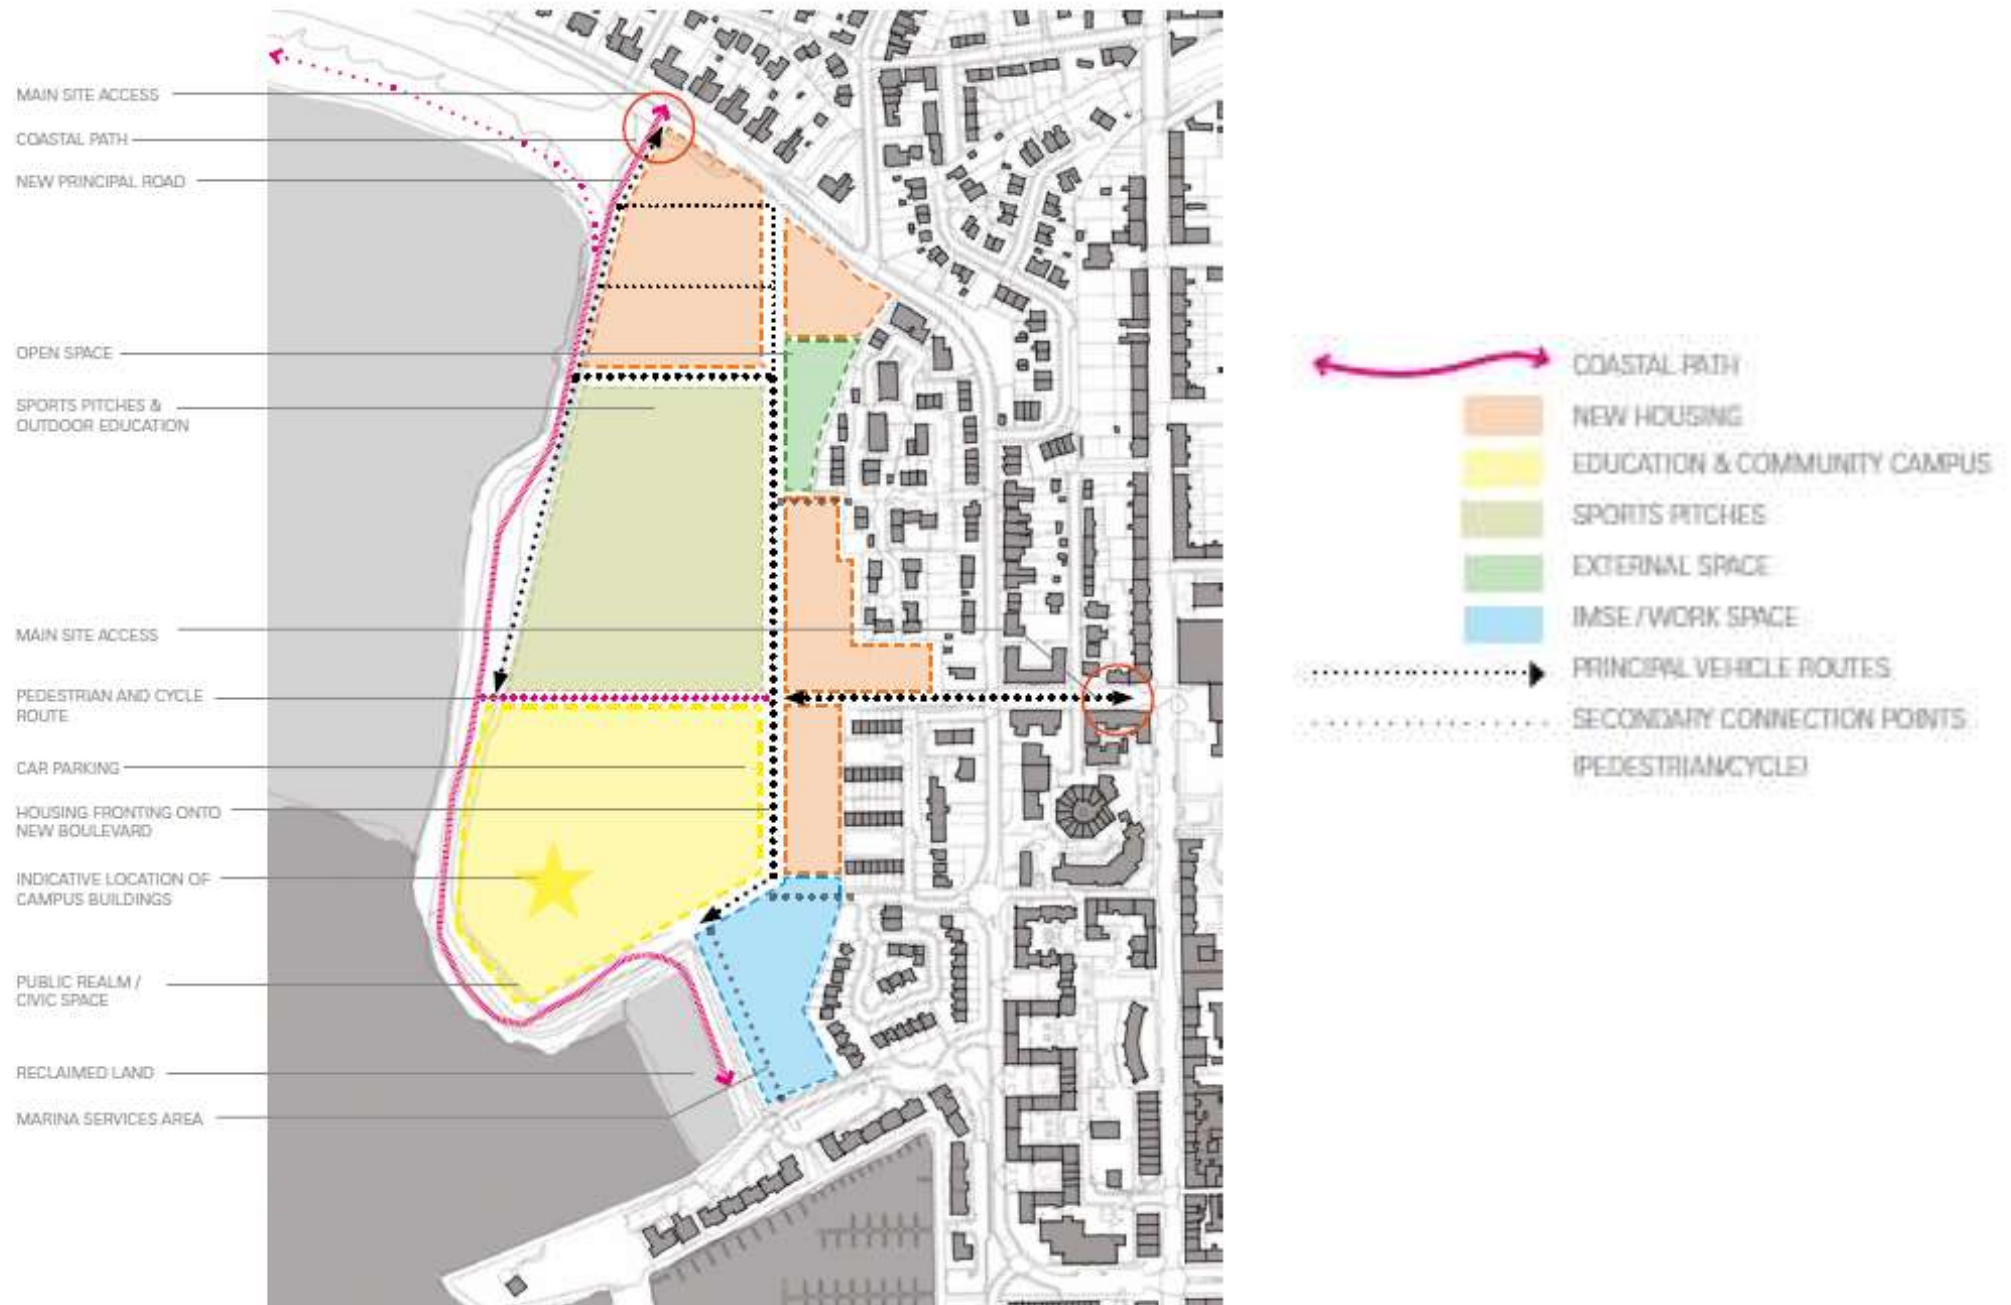 MAIN SITE ACCESS
COASTAL PATH
NEW PRINCIPAL ROAD
OPEN SPACE
SPORTS PITCHES &
OUTDOOR EDUCATION
MAIN SITE ACCESS
PEDESTRIAN AND CYCLE
ROUTE
CAR PARKING
HOUSING FRONTING ONTO
NEW BOULEVARD
INDICATIVE LOCATION OF
CAMPUS BUILDINGS
PUBLIC REALM /
CIVIC SPACE
RECLAIMED LAND
MARINA SERVICES AREA
COASTAL PATH
NEW HOUSING
EDUCATION & COMMUNITY CAMPUS
SPORTS PITCHES
EXTERNAL SPACE
IMSE / WORK SPACE
PRINCIPAL VEHICLE ROUTES
SECONDARY CONNECTION POINTS
(PEDESTRIAN/CYCLE)